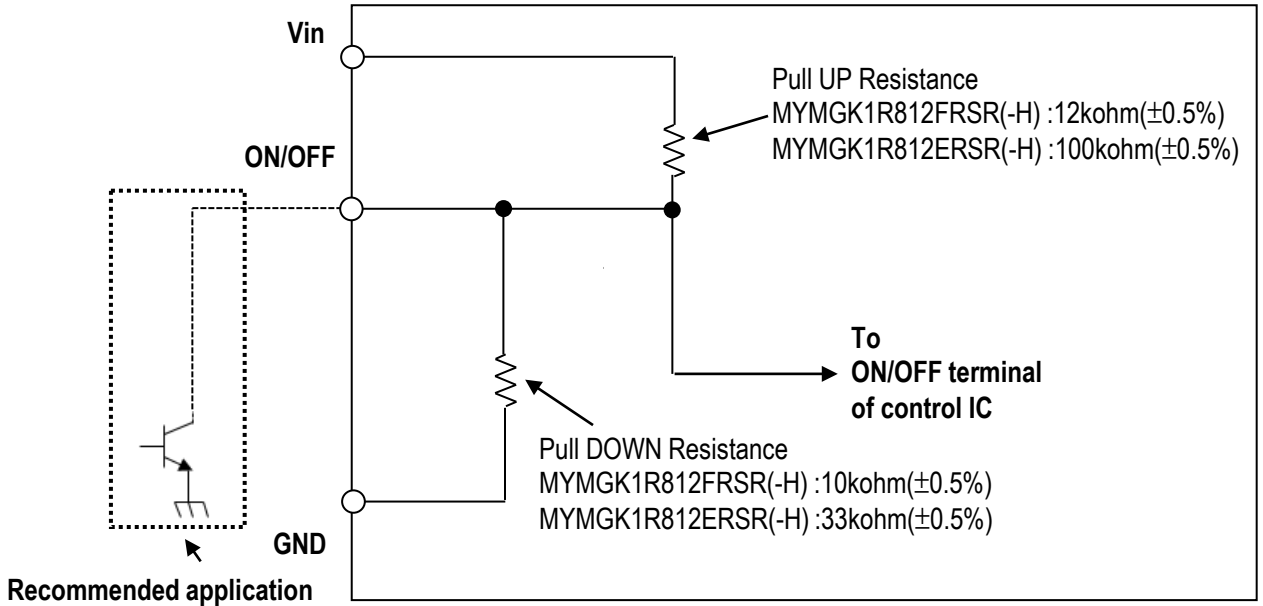 Vin
Pull UP Resistance
MYMGK1R812FRSR(-H) :12kohm(±0.5%)
MYMGK1R812ERSR(-H) :100kohm(±0.5%)
ON/OFF
To
ON/OFF terminal
of control IC
Pull DOWN Resistance
MYMGK1R812FRSR(-H) :10kohm(±0.5%)
MYMGK1R812ERSR(-H) :33kohm(±0.5%)
GND
Recommended application